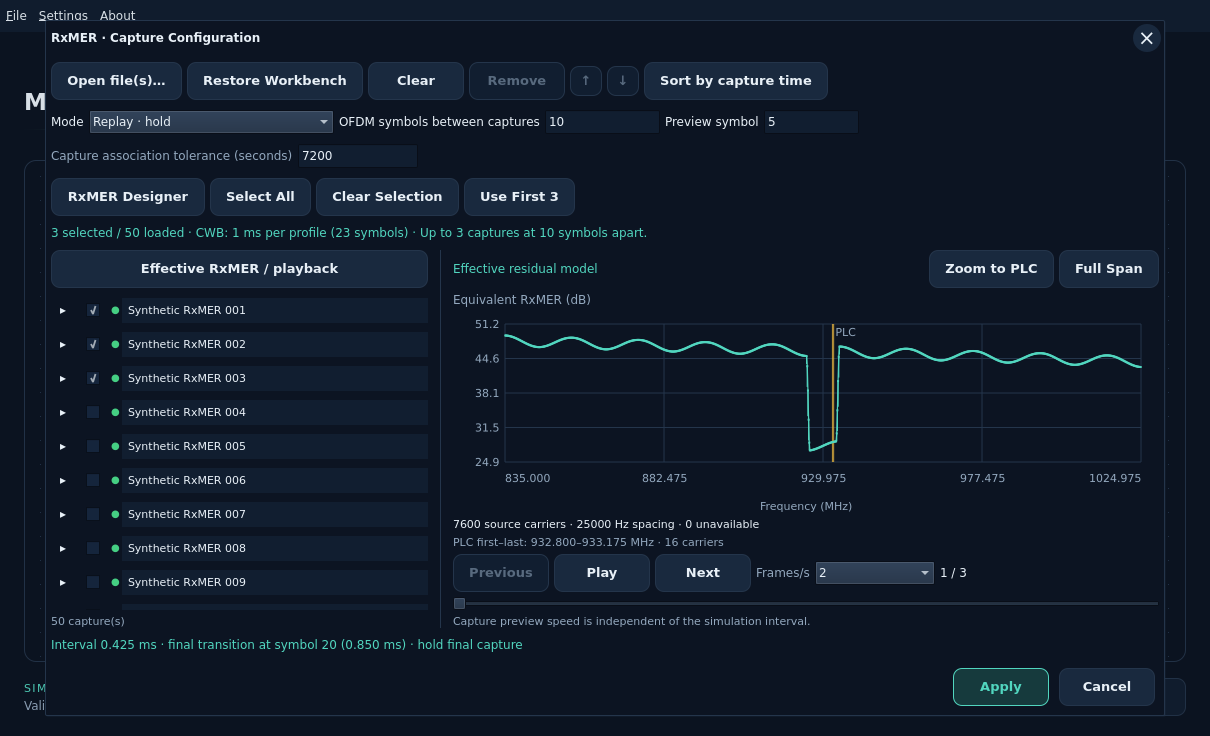 File Settings About
RxMER · Capture Configuration
Open file(s)... Restore Workbench Clear Remove ↑ ↓ Sort by capture time
M
Mode Replay · hold OFDM symbols between captures 10 Preview symbol 5
Capture association tolerance (seconds) 7200
RxMER Designer Select All Clear Selection Use First 3
3 selected / 50 loaded · CWB: 1 ms per profile (23 symbols) · Up to 3 captures at 10 symbols apart.
Effective RxMER / playback
Synthetic RxMER 001
Synthetic RxMER 002
Synthetic RxMER 003
Synthetic RxMER 004
Synthetic RxMER 005
Synthetic RxMER 006
Synthetic RxMER 007
Synthetic RxMER 008
Synthetic RxMER 009
50 capture(s)
Effective residual model Zoom to PLC Full Span
Equivalent RxMER (dB)
51.2
PLC
44.6
38.1
31.5
24.9
835.000 882.475 929.975 977.475 1024.975
Frequency (MHz)
7600 source carriers · 25000 Hz spacing · 0 unavailable
PLC first–last: 932.800–933.175 MHz · 16 carriers
Previous Play Next Frames/s 2 1 / 3
Capture preview speed is independent of the simulation interval.
Interval 0.425 ms · final transition at symbol 20 (0.850 ms) · hold final capture
SIM
Vali
Apply Cancel